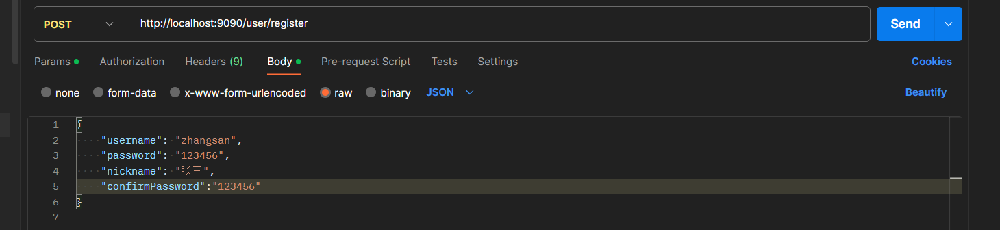 POST http://localhost:9090/user/register Send
Params Authorization Headers (9) Body Pre-request Script Tests Settings Cookies
none form-data x-www-form-urlencoded raw binary JSON Beautify
1 {
2 "username": "zhangsan",
3 "password": "123456",
4 "nickname": "张三",
5 "confirmPassword":"123456"
6 }
7